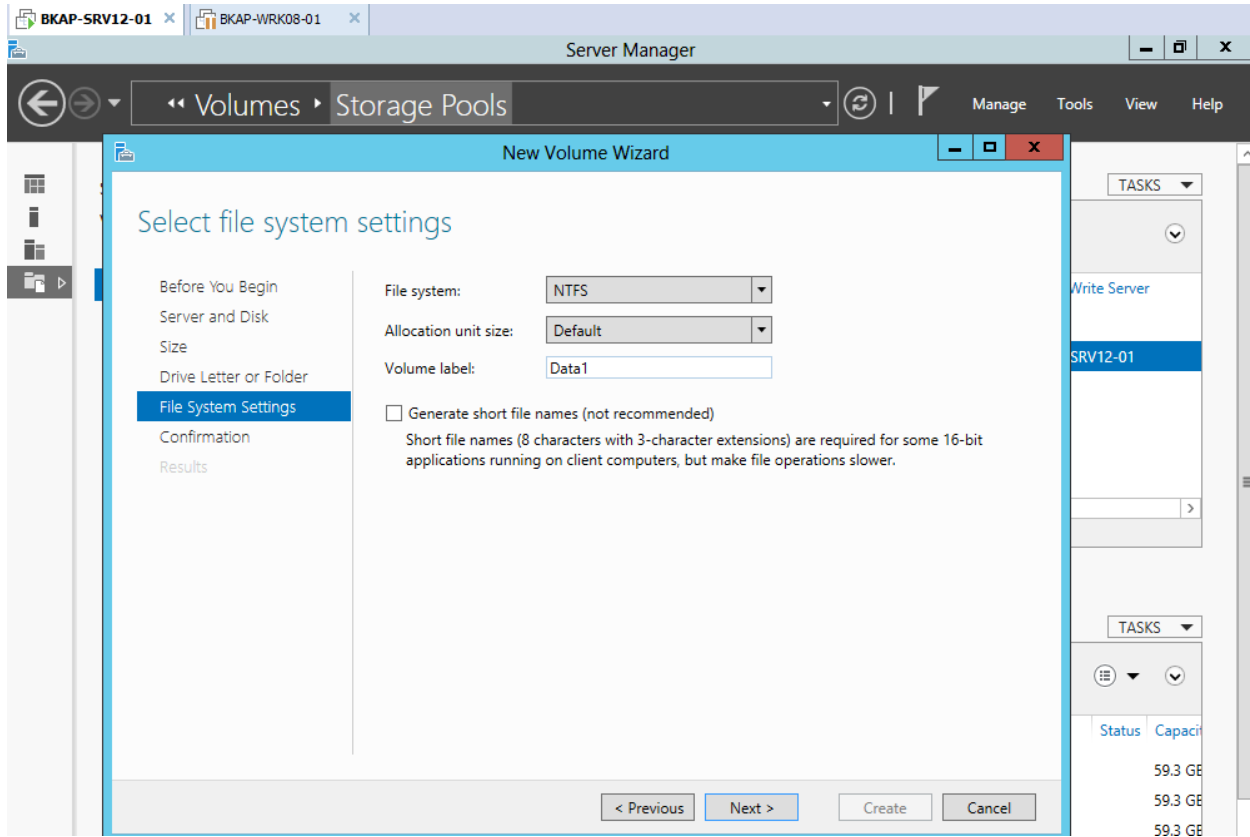 BKAP-SRV12-01 BKAP-WRK08-01
Server Manager
Volumes Storage Pools
Manage Tools View Help
New Volume Wizard
TASKS
Select file system settings
Before You Begin
Server and Disk
Size
Drive Letter or Folder
File System Settings
Confirmation
Results
File system: NTFS
Allocation unit size: Default
Volume label: Data1
Generate short file names (not recommended)
Short file names (8 characters with 3-character extensions) are required for some 16-bit
applications running on client computers, but make file operations slower.
Write Server
SRV12-01
TASKS
Status Capacit
59.3 GB
59.3 GB
59.3 GB
< Previous Next > Create Cancel